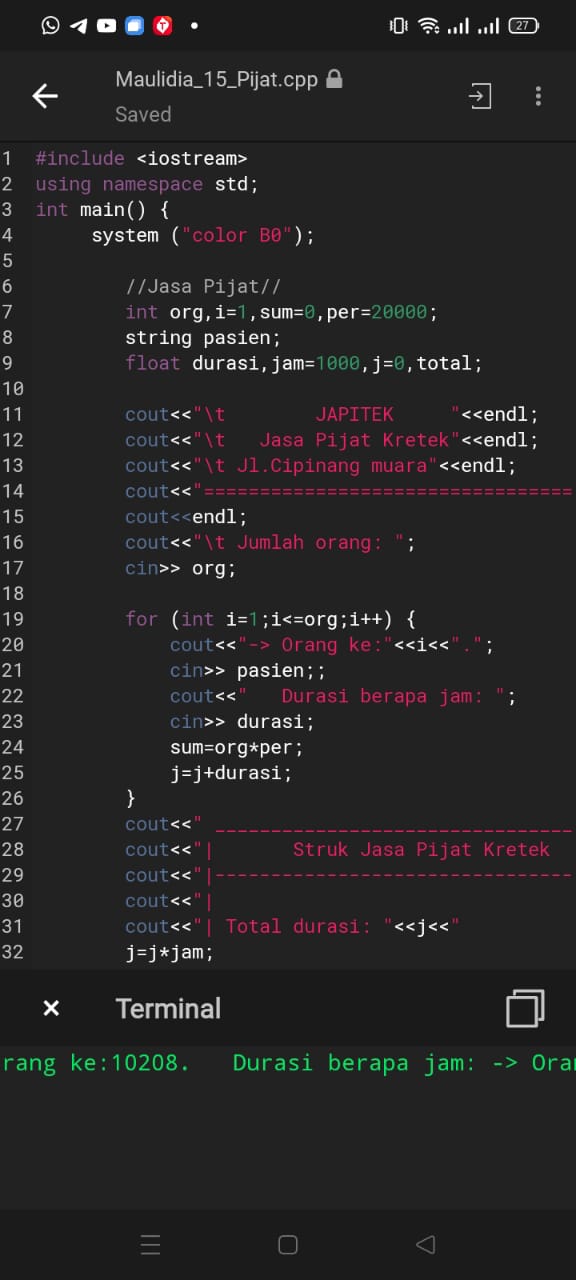 27
Maulidia_15_Pijat.cpp
Saved
1 #include <iostream>
2 using namespace std;
3 int main() {
4 system ("color B0");
5
6 //Jasa Pijat//
7 int org,i=1,sum=0,per=20000;
8 string pasien;
9 float durasi,jam=1000,j=0,total;
10
11 cout<<"\t        JAPITEK     "<<endl;
12 cout<<"\t   Jasa Pijat Kretek"<<endl;
13 cout<<"\t Jl.Cipinang muara"<<endl;
14 cout<<"=================================
15 cout<<endl;
16 cout<<"\t Jumlah orang: ";
17 cin>> org;
18
19 for (int i=1;i<=org;i++) {
20 cout<<"-> Orang ke:"<<i<<".";
21 cin>> pasien;;
22 cout<<"   Durasi berapa jam: ";
23 cin>> durasi;
24 sum=org*per;
25 j=j+durasi;
26 }
27 cout<<" ________________________________
28 cout<<"|       Struk Jasa Pijat Kretek
29 cout<<"|--------------------------------
30 cout<<"|
31 cout<<"| Total durasi: "<<j<<"
32 j=j*jam;
Terminal
rang ke:10208.   Durasi berapa jam: -> Oran